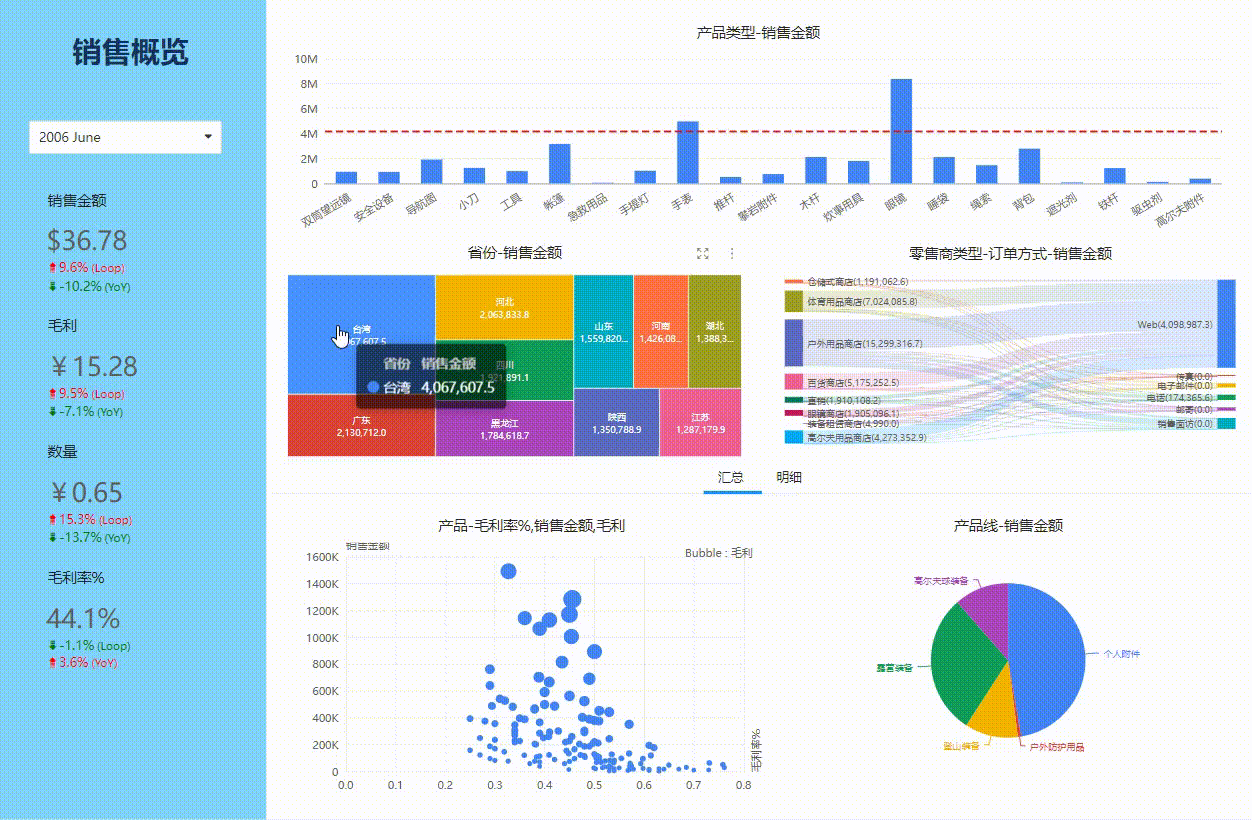 销售概览
2006 June
销售金额
$36.78
9.6% (Loop)
-10.2% (YoY)
毛利
￥15.28
9.5% (Loop)
-7.1% (YoY)
数量
￥0.65
15.3% (Loop)
-13.7% (YoY)
毛利率%
44.1%
-1.1% (Loop)
3.6% (YoY)
产品类型-销售金额
10M
8M
6M
4M
2M
0
双筒望远镜
安全设备
导航图
小刀
工具
帐篷
急救用品
手提灯
手表
推杆
攀岩附件
木杆
炊事用具
眼镜
睡袋
绳索
背包
遮光剂
铁杆
驱虫剂
高尔夫附件
省份-销售金额
台湾
67,607.5
广东
2,130,712.0
河北
2,063,833.8
四川
1,921,891.1
黑龙江
1,784,618.7
山东
1,559,820...
河南
1,426,08...
湖北
1,388,3...
陕西
1,350,788.9
江苏
1,287,179.9
省份 销售金额
台湾 4,067,607.5
零售商类型-订单方式-销售金额
仓储式商店(1,191,062.6)
体育用品商店(7,024,085.8)
户外用品商店(15,299,316.7)
百货商店(5,175,252.5)
直销(1,910,108.2)
眼镜商店(1,905,096.1)
装备租赁商店(4,990.0)
高尔夫用品商店(4,273,352.9)
Web(4,098,987.3)
传真(0.0)
电子邮件(0.0)
电话(174,365.6)
邮寄(0.0)
销售面访(0.0)
汇总 明细
产品-毛利率%,销售金额,毛利
销售金额
Bubble : 毛利
1600K
1400K
1200K
1000K
800K
600K
400K
200K
0
0.0 0.1 0.2 0.3 0.4 0.5 0.6 0.7 0.8
毛利率%
产品线-销售金额
高尔夫球装备
个人附件
露营装备
登山装备
户外防护用品